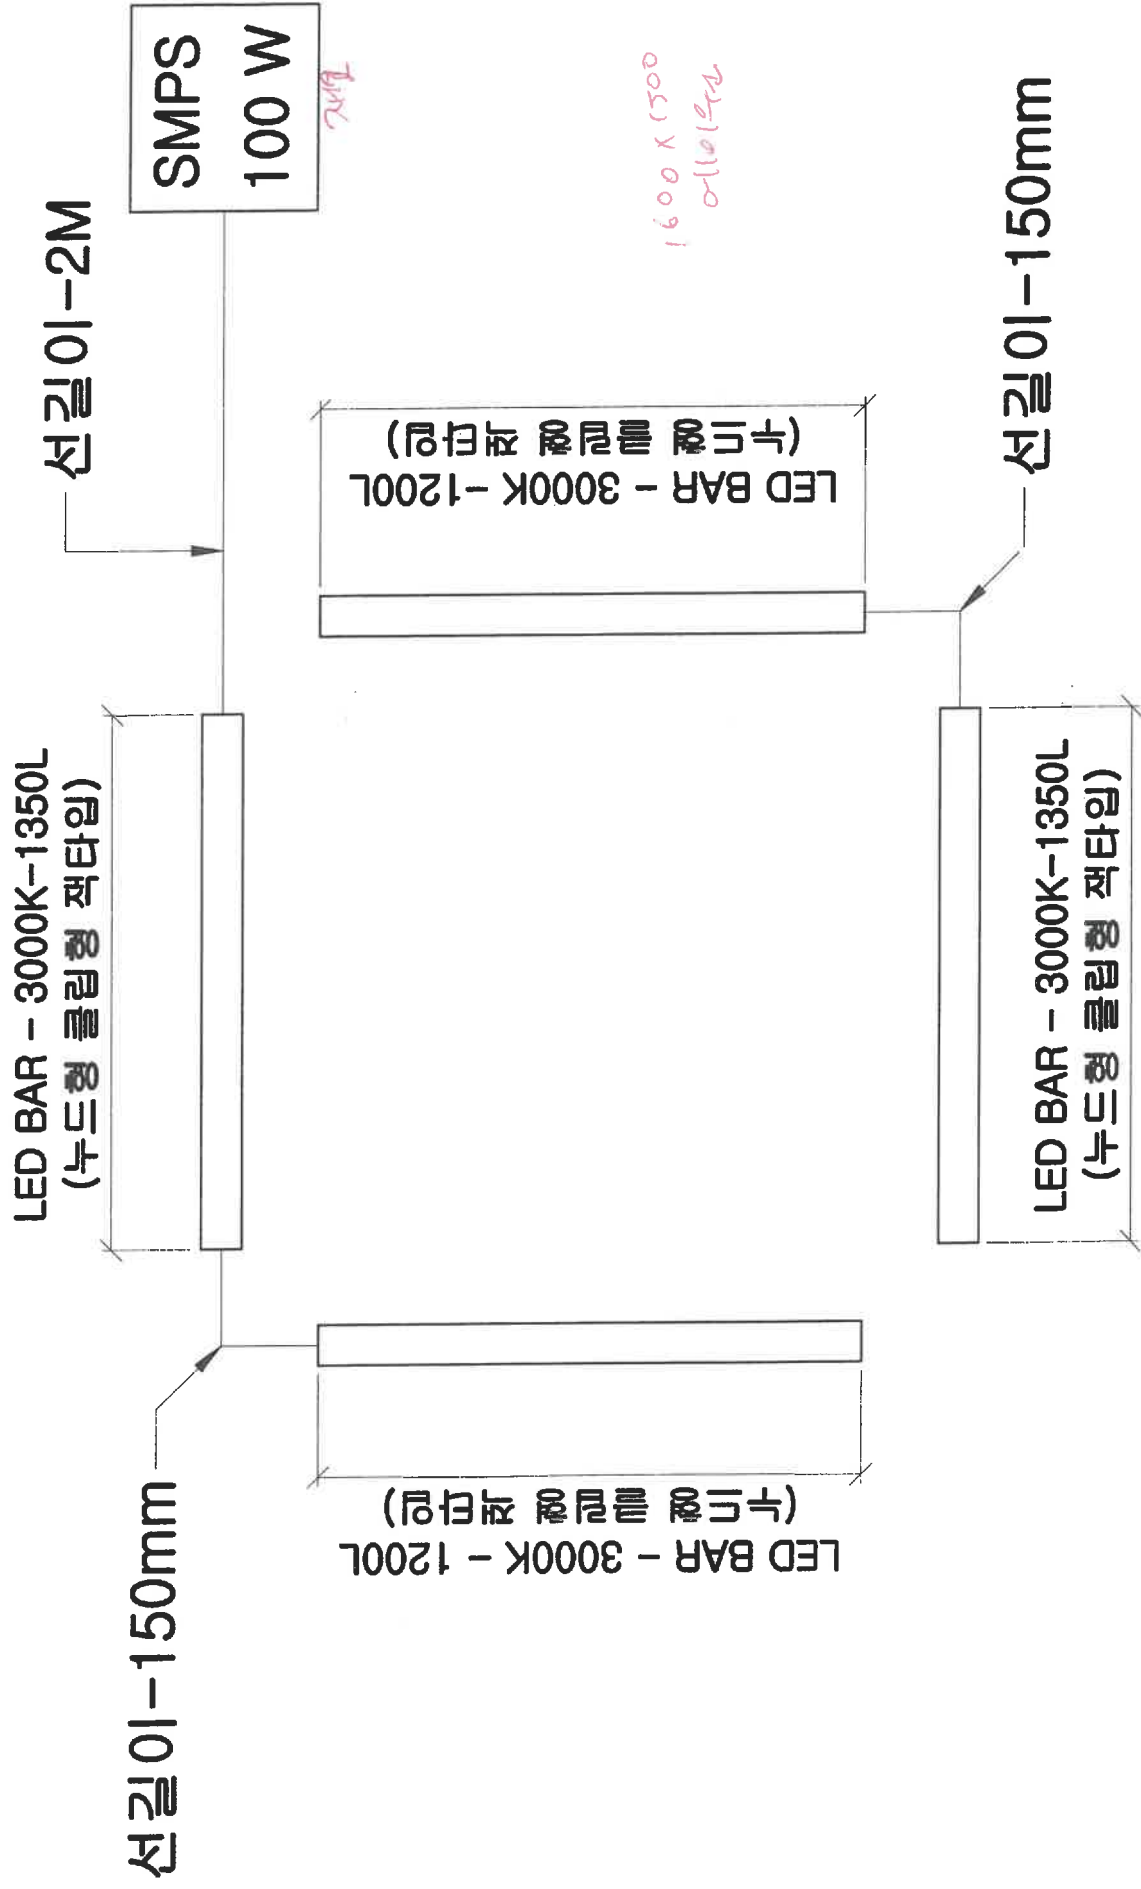 선길이-2M
SMPS
100 W
LED BAR - 3000K-1350L
(누드형 클립형 잭타입)
선길이-150mm
LED BAR - 3000K - 1200L
(누드형 클립형 잭타입)
LED BAR - 3000K -1200L
(누드형 클립형 잭타입)
1600 X 1500
LED BAR - 3000K-1350L
(누드형 클립형 잭타입)
선길이-150mm